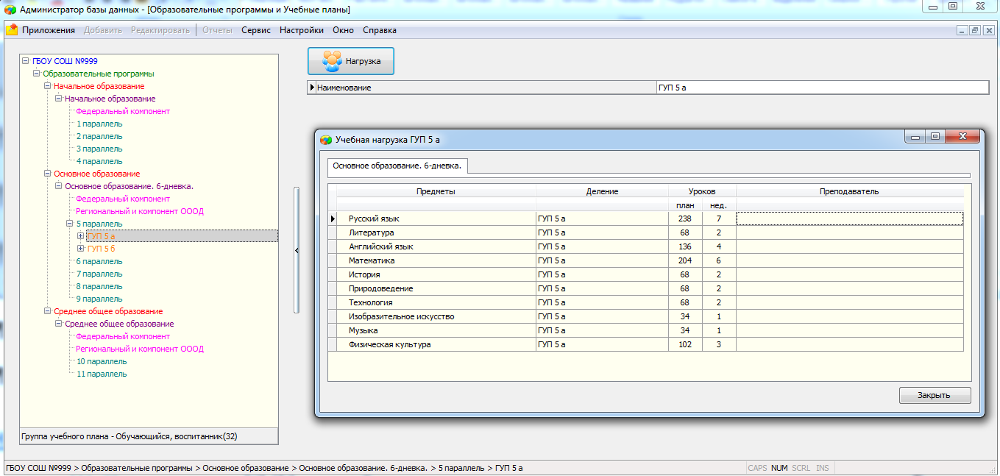 Администратор базы данных - [Образовательные программы и Учебные планы]
Приложения Добавить Редактировать Отчеты Сервис Настройки Окно Справка
ГБОУ СОШ №999
Образовательные программы
Начальное образование
Начальное образование
Федеральный компонент
1 параллель
2 параллель
3 параллель
4 параллель
Основное образование
Основное образование. 6-дневка.
Федеральный компонент
Региональный и компонент ОООД
5 параллель
ГУП 5 а
ГУП 5 б
6 параллель
7 параллель
8 параллель
9 параллель
Среднее общее образование
Среднее общее образование
Федеральный компонент
Региональный и компонент ОООД
10 параллель
11 параллель
Группа учебного плана - Обучающийся, воспитанник(32)
Нагрузка
Наименование ГУП 5 а
Учебная нагрузка ГУП 5 а
Основное образование. 6-дневка.
Предметы Деление Уроков Преподаватель
план нед.
Русский язык ГУП 5 а 238 7
Литература ГУП 5 а 68 2
Английский язык ГУП 5 а 136 4
Математика ГУП 5 а 204 6
История ГУП 5 а 68 2
Природоведение ГУП 5 а 68 2
Технология ГУП 5 а 68 2
Изобразительное искусство ГУП 5 а 34 1
Музыка ГУП 5 а 34 1
Физическая культура ГУП 5 а 102 3
Закрыть
ГБОУ СОШ №999 > Образовательные программы > Основное образование > Основное образование. 6-дневка. > 5 параллель > ГУП 5 а
CAPS NUM SCRL INS